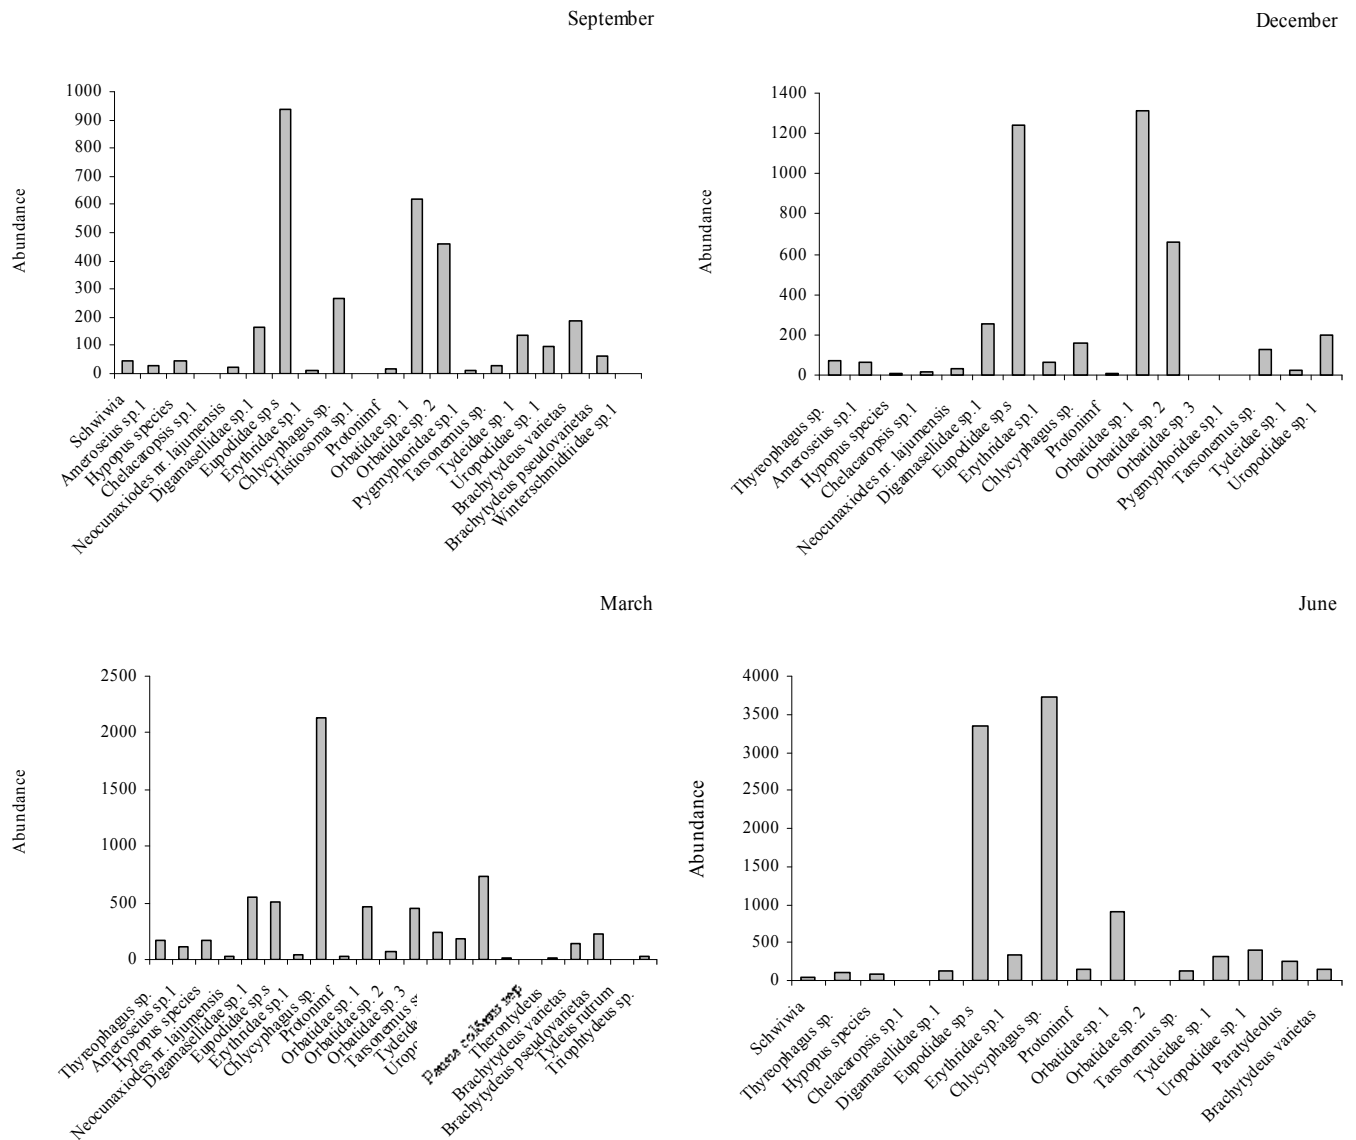 September
1000
900
800
700
600
500
400
300
200
100
0
Abundance
Schwiwia
Ameroseius sp.1
Hypopus species
Chelacaropsis sp.1
Neocunaxiodes nr. lajumensis
Digamasellidae sp.1
Eupodidae sp.s
Erythridae sp.1
Chlycyphagus sp.
Histiosoma sp.1
Protonimf
Orbatidae sp. 1
Orbatidae sp. 2
Pygmyphoridae sp.1
Tarsonemus sp.
Tydeidae sp. 1
Uropodidae sp. 1
Brachytydeus varietas
Brachytydeus pseudovarietas
Winterschmidtiidae sp.1
December
1400
1200
1000
800
600
400
200
0
Abundance
Thyreophagus sp.
Ameroseius sp.1
Hypopus species
Chelacaropsis sp.1
Neocunaxiodes nr. lajumensis
Digamasellidae sp.1
Eupodidae sp.s
Erythridae sp.1
Chlycyphagus sp.
Protonimf
Orbatidae sp. 1
Orbatidae sp. 2
Orbatidae sp. 3
Pygmyphoridae sp.1
Tarsonemus sp.
Tydeidae sp. 1
Uropodidae sp. 1
March
2500
2000
1500
1000
500
0
Abundance
Thyreophagus sp.
Ameroseius sp.1
Hypopus species
Neocunaxiodes nr. lajumensis
Digamasellidae sp.1
Eupodidae sp.s
Erythridae sp.1
Chlycyphagus sp.
Protonimf
Orbatidae sp. 1
Orbatidae sp. 2
Orbatidae sp. 3
Tarsonemus s
Tydeida
Uropo
Therontydeus
Brachytydeus varietas
Brachytydeus pseudovarietas
Tydeus rutrum
Triophtydeus sp.
June
4000
3500
3000
2500
2000
1500
1000
500
0
Abundance
Schwiwia
Thyreophagus sp.
Hypopus species
Chelacaropsis sp.1
Digamasellidae sp.1
Eupodidae sp.s
Erythridae sp.1
Chlycyphagus sp.
Protonimf
Orbatidae sp. 1
Orbatidae sp. 2
Tarsonemus sp.
Tydeidae sp. 1
Uropodidae sp. 1
Paratydeolus
Brachytydeus varietas